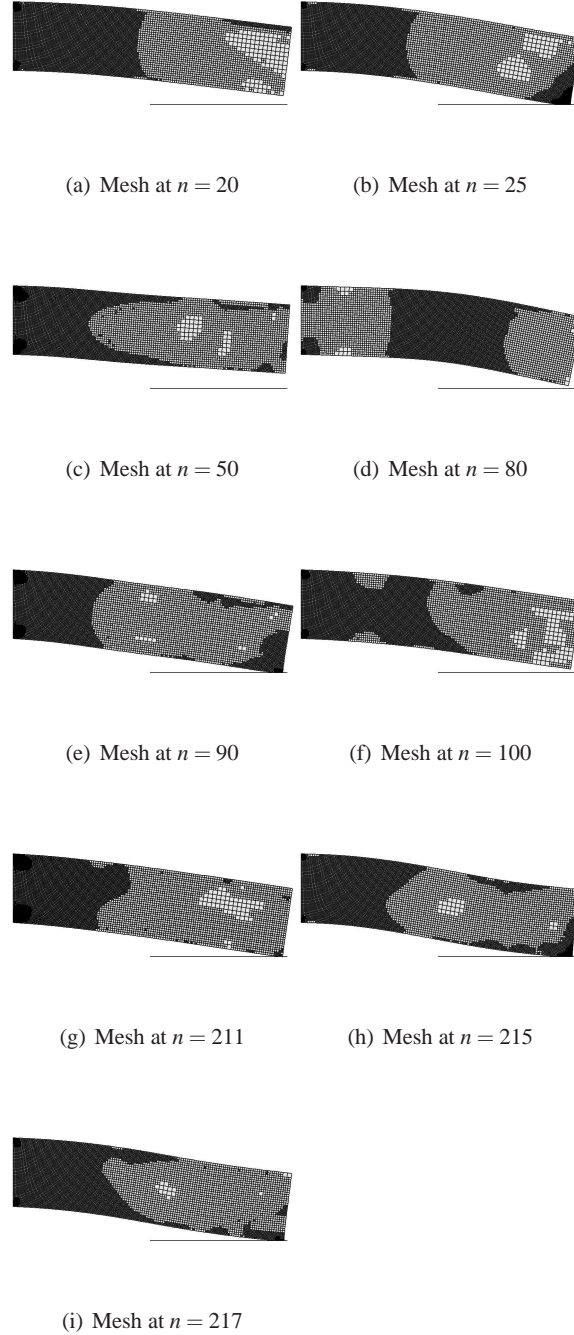 (a) Mesh at n = 20
(b) Mesh at n = 25
(c) Mesh at n = 50
(d) Mesh at n = 80
(e) Mesh at n = 90
(f) Mesh at n = 100
(g) Mesh at n = 211
(h) Mesh at n = 215
(i) Mesh at n = 217